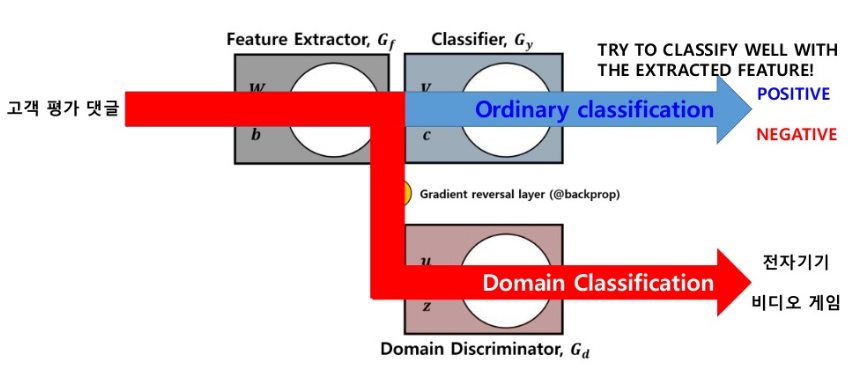 Feature Extractor, G_f
Classifier, G_y
TRY TO CLASSIFY WELL WITH
THE EXTRACTED FEATURE!
POSITIVE
NEGATIVE
고객 평가 댓글
W
V
Ordinary classification
b
c
Gradient reversal layer (@backprop)
u
Domain Classification
z
전자기기
비디오 게임
Domain Discriminator, G_d